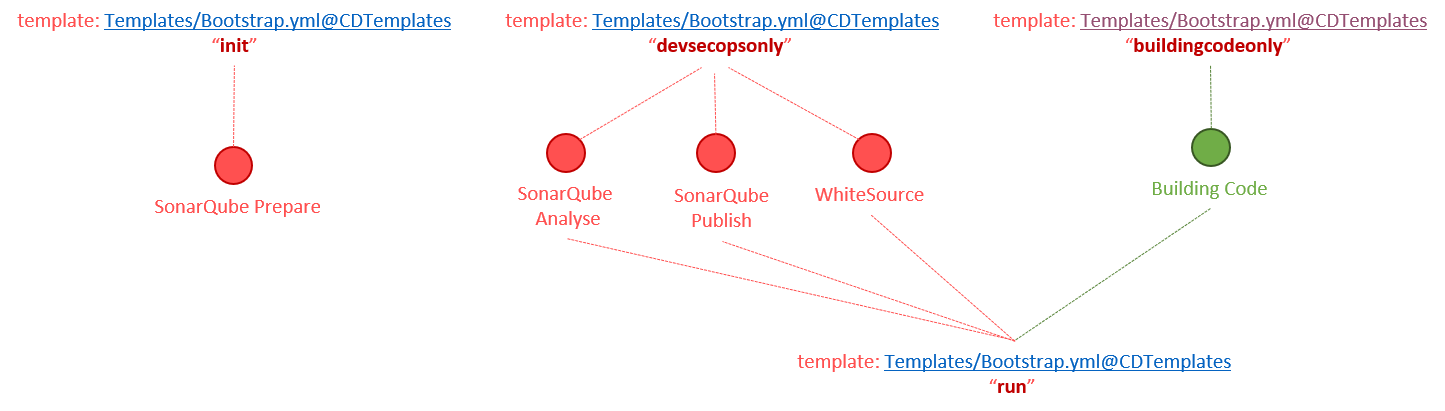 template: Templates/Bootstrap.yml@CDTemplates
“init”
SonarQube Prepare
template: Templates/Bootstrap.yml@CDTemplates
“devsecopsonly”
SonarQube
Analyse
SonarQube
Publish
WhiteSource
template: Templates/Bootstrap.yml@CDTemplates
“buildingcodeonly”
Building Code
template: Templates/Bootstrap.yml@CDTemplates
“run”